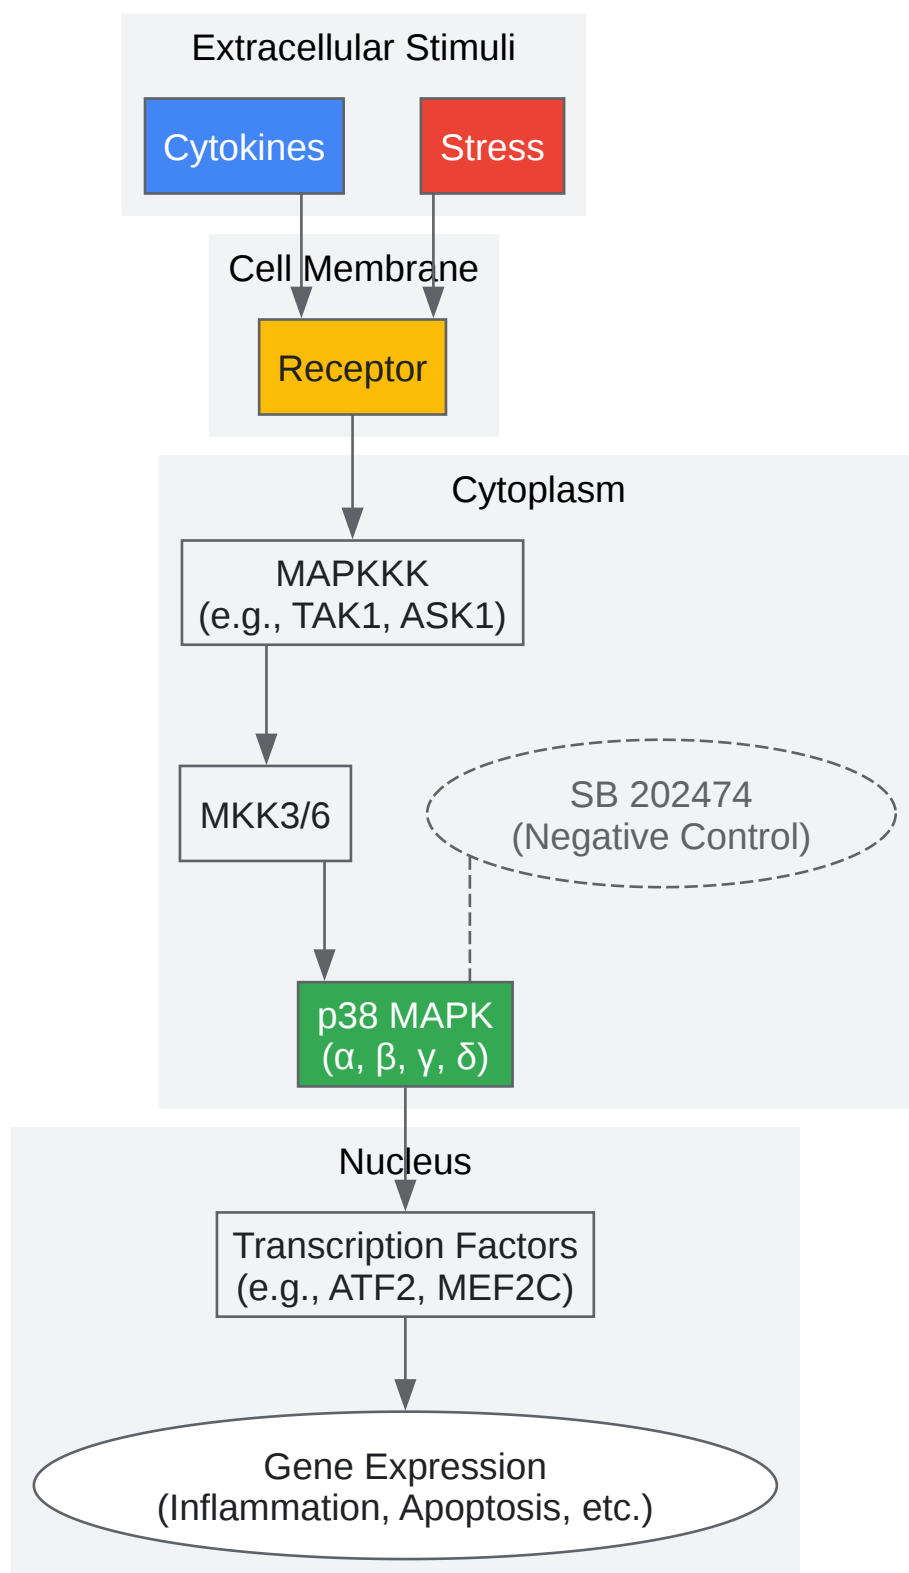 Extracellular Stimuli
Cytokines
Stress
Cell Membrane
Receptor
Cytoplasm
MAPKKK
(e.g., TAK1, ASK1)
MKK3/6
SB 202474
(Negative Control)
p38 MAPK
(α, β, γ, δ)
Nucleus
Transcription Factors
(e.g., ATF2, MEF2C)
Gene Expression
(Inflammation, Apoptosis, etc.)